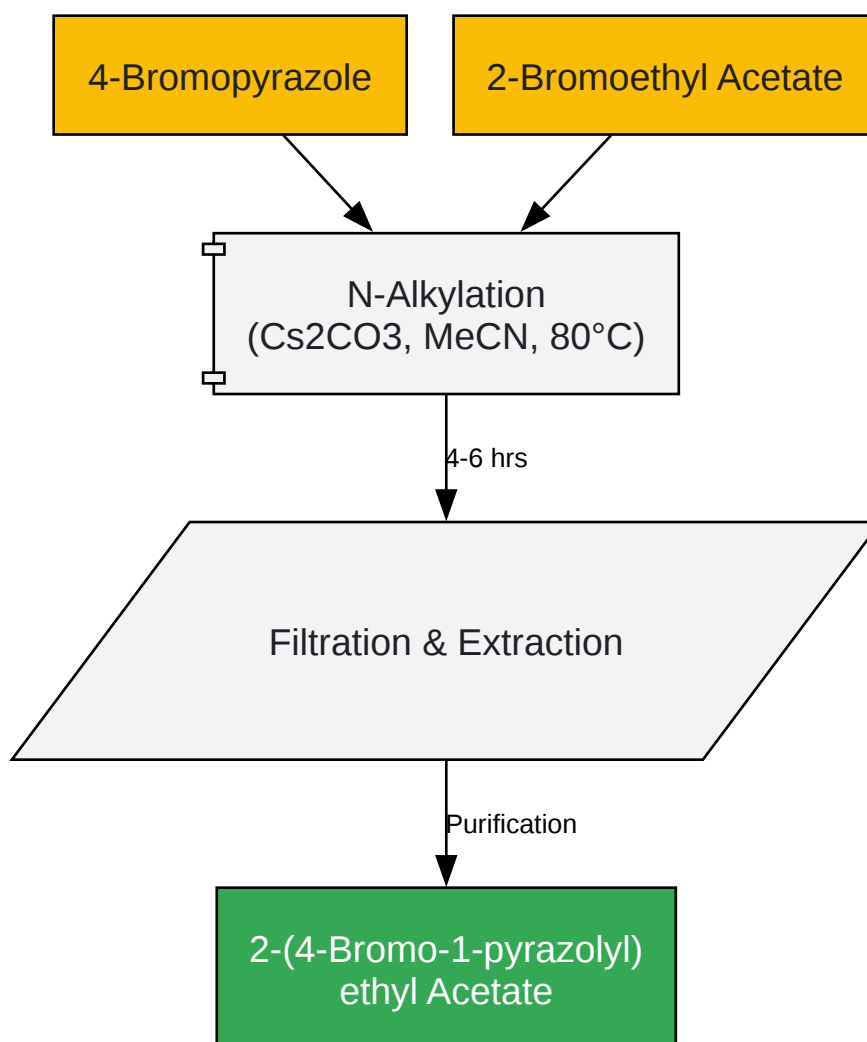 4-Bromopyrazole
2-Bromoethyl Acetate
N-Alkylation
(Cs2CO3, MeCN, 80°C)
4-6 hrs
Filtration & Extraction
Purification
2-(4-Bromo-1-pyrazolyl)
ethyl Acetate